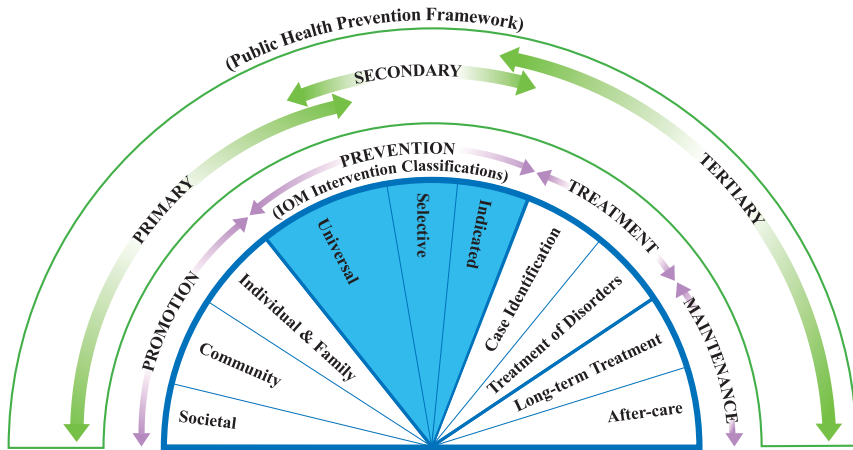 (Public Health Prevention Framework)
SECONDARY
PRIMARY
TERTIARY
PREVENTION
(IOM Intervention Classifications)
PROMOTION
TREATMENT
MAINTENANCE
Societal
Community
Individual & Family
Universal
Selective
Indicated
Case Identification
Treatment of Disorders
Long-term Treatment
After-care